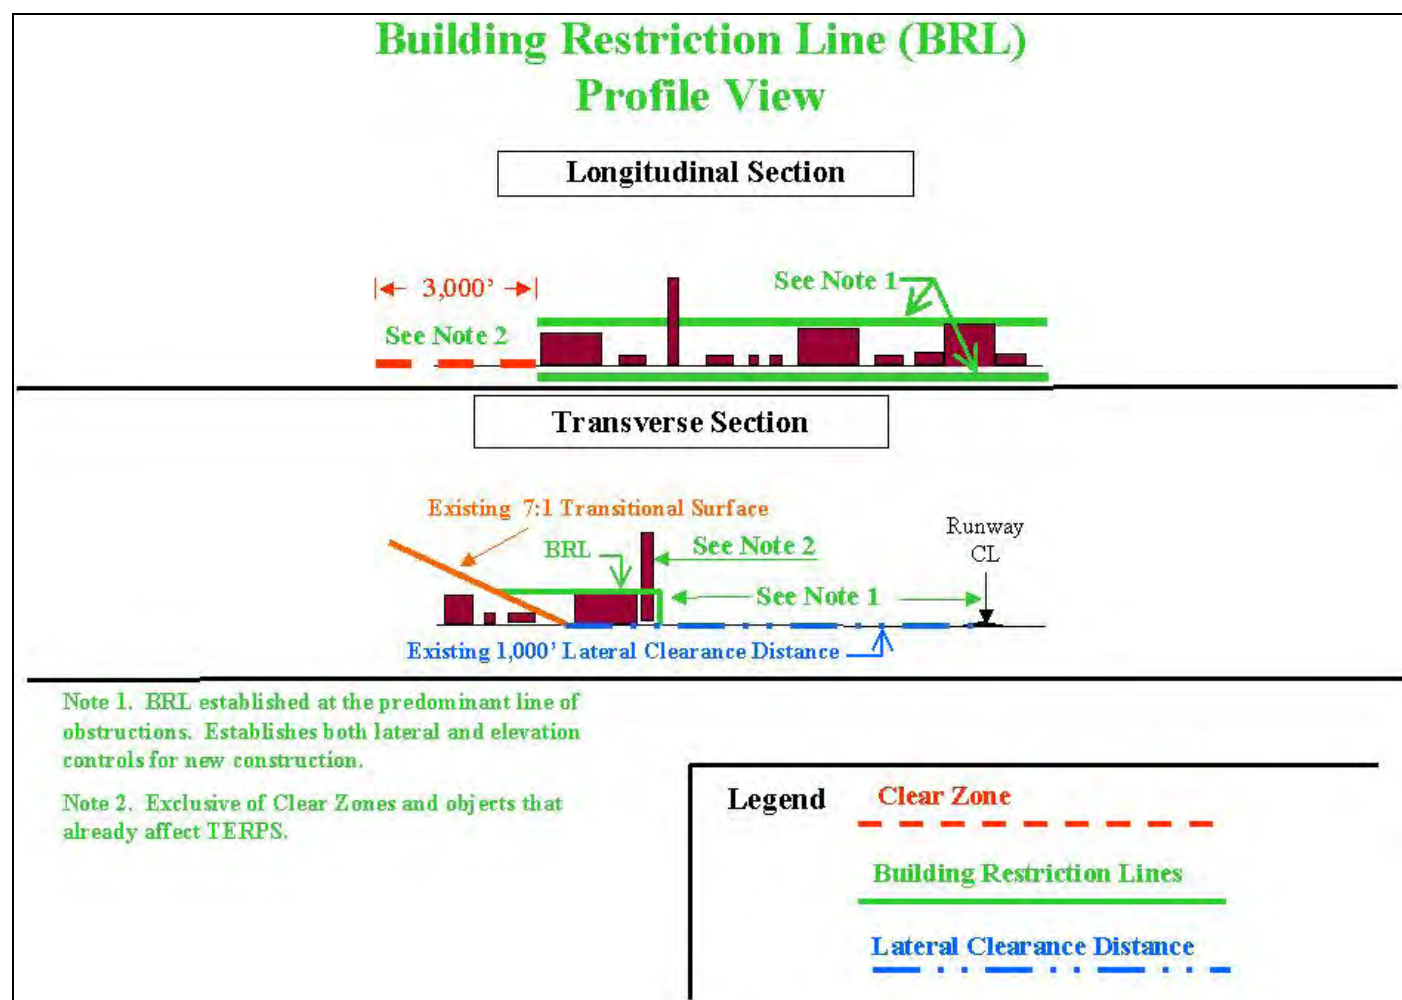 Building Restriction Line (BRL)
Profile View
Longitudinal Section
3,000’
See Note 1
See Note 2
Transverse Section
Existing 7:1 Transitional Surface
BRL
See Note 2
Runway
CL
See Note 1
Existing 1,000’ Lateral Clearance Distance
Note 1. BRL established at the predominant line of
obstructions. Establishes both lateral and elevation
controls for new construction.
Note 2. Exclusive of Clear Zones and objects that
already affect TERPS.
Legend
Clear Zone
Building Restriction Lines
Lateral Clearance Distance